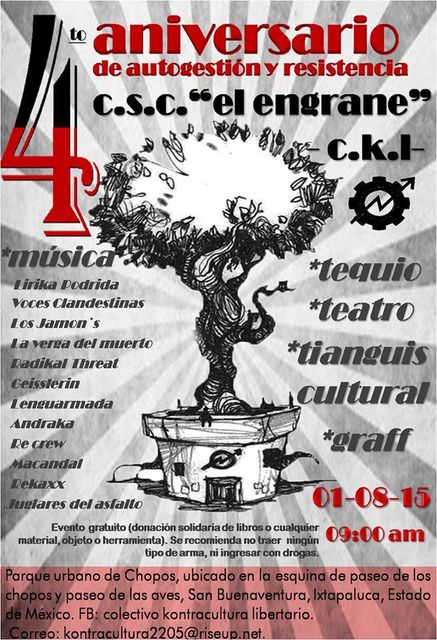 4to aniversario
de autogestión y resistencia
c.s.c. “el engrane”
- c.k.l-
*música
Lirika Podrida
Voces Clandestinas
Los Jamon`s
La verga del muerto
Radikal Threat
Geisslerin
Lenguarmada
Andraka
Re crew
Macandal
Rekaxx
Juglares del asfalto
*tequio
*teatro
*tianguis
cultural
*graff
01-08-15
09:00 am
Evento gratuito (donación solidaria de libros o cualquier
material, objeto o herramienta). Se recomienda no traer ningún
tipo de arma, ni ingresar con drogas.
Parque urbano de Chopos, ubicado en la esquina de paseo de los
chopos y paseo de las aves, San Buenaventura, Ixtapaluca, Estado
de México. FB: colectivo kontracultura libertario.
Correo: kontracultura2205@riseup.net.